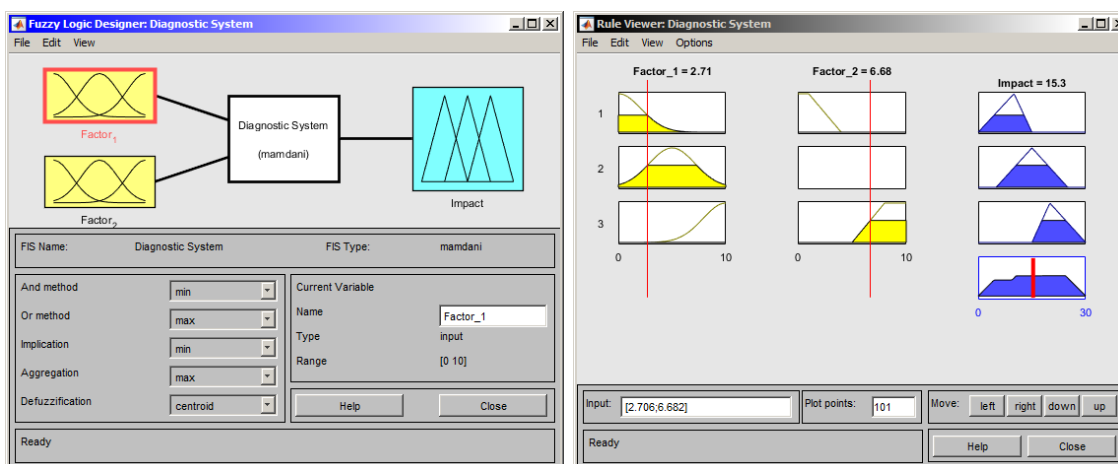 Fuzzy Logic Designer: Diagnostic System
File Edit View
Factor1
Factor2
Diagnostic System
(mamdani)
Impact
FIS Name: Diagnostic System FIS Type: mamdani
And method min
Or method max
Implication min
Aggregation max
Defuzzification centroid
Current Variable
Name Factor_1
Type input
Range [0 10]
Help Close
Ready
Rule Viewer: Diagnostic System
File Edit View Options
Factor_1 = 2.71 Factor_2 = 6.68 Impact = 15.3
1
2
3
0 10 0 10
0 30
Input: [2.706;6.682] Plot points: 101 Move: left right down up
Ready Help Close